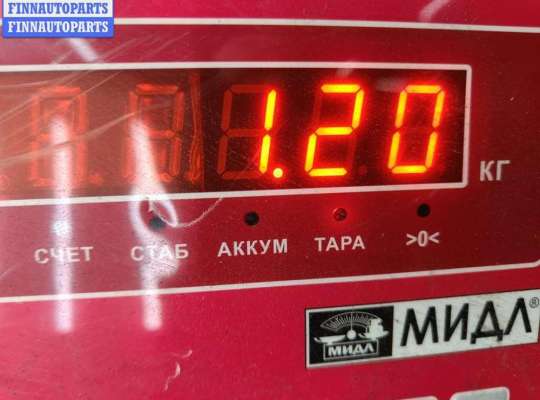 FINNAUTOPARTS
FINNAUTOPARTS
1.20 КГ
СЧЕТ СТАБ АККУМ ТАРА >0<
МИДЛ МИДЛ®